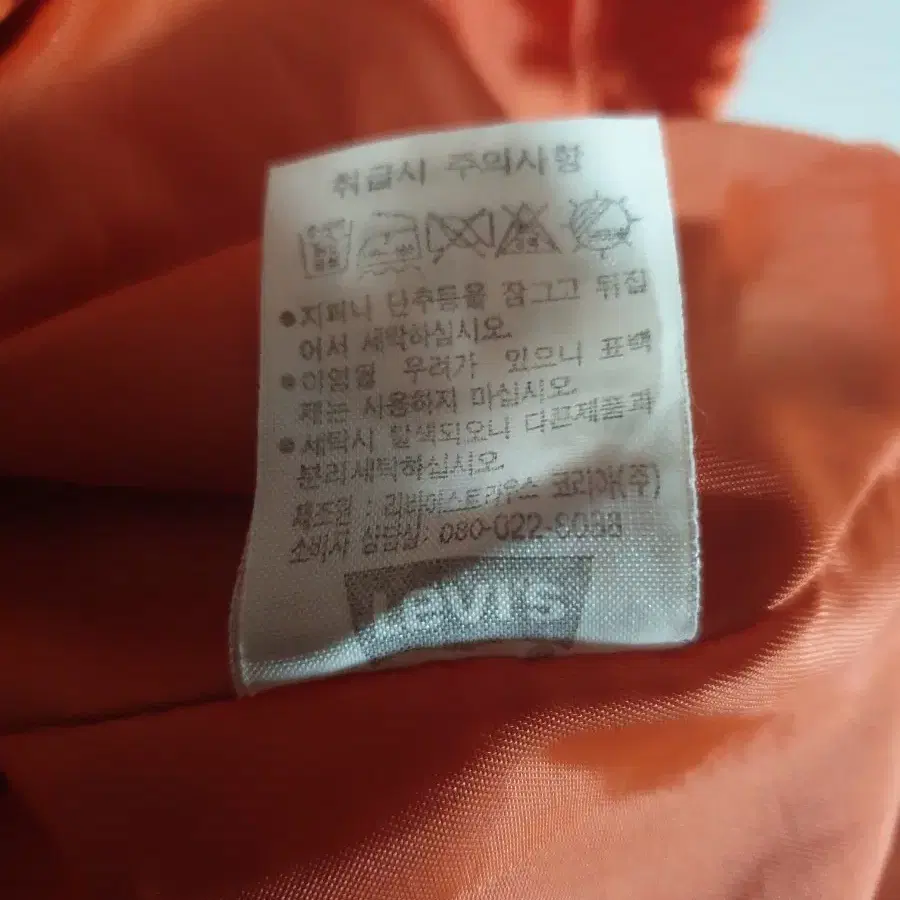 취급시 주의사항
●지퍼나 단추등을 잠그고 뒤집
어서 세탁하십시오.
●이염될 우려가 있으니 표백
제는 사용하지 마십시오.
●세탁시 탈색되오니 다른제품과
분리세탁하십시오.
제조원 : 리바이스트라우스 코리아(주)
소비자 상담실: 080-022-
Levi's